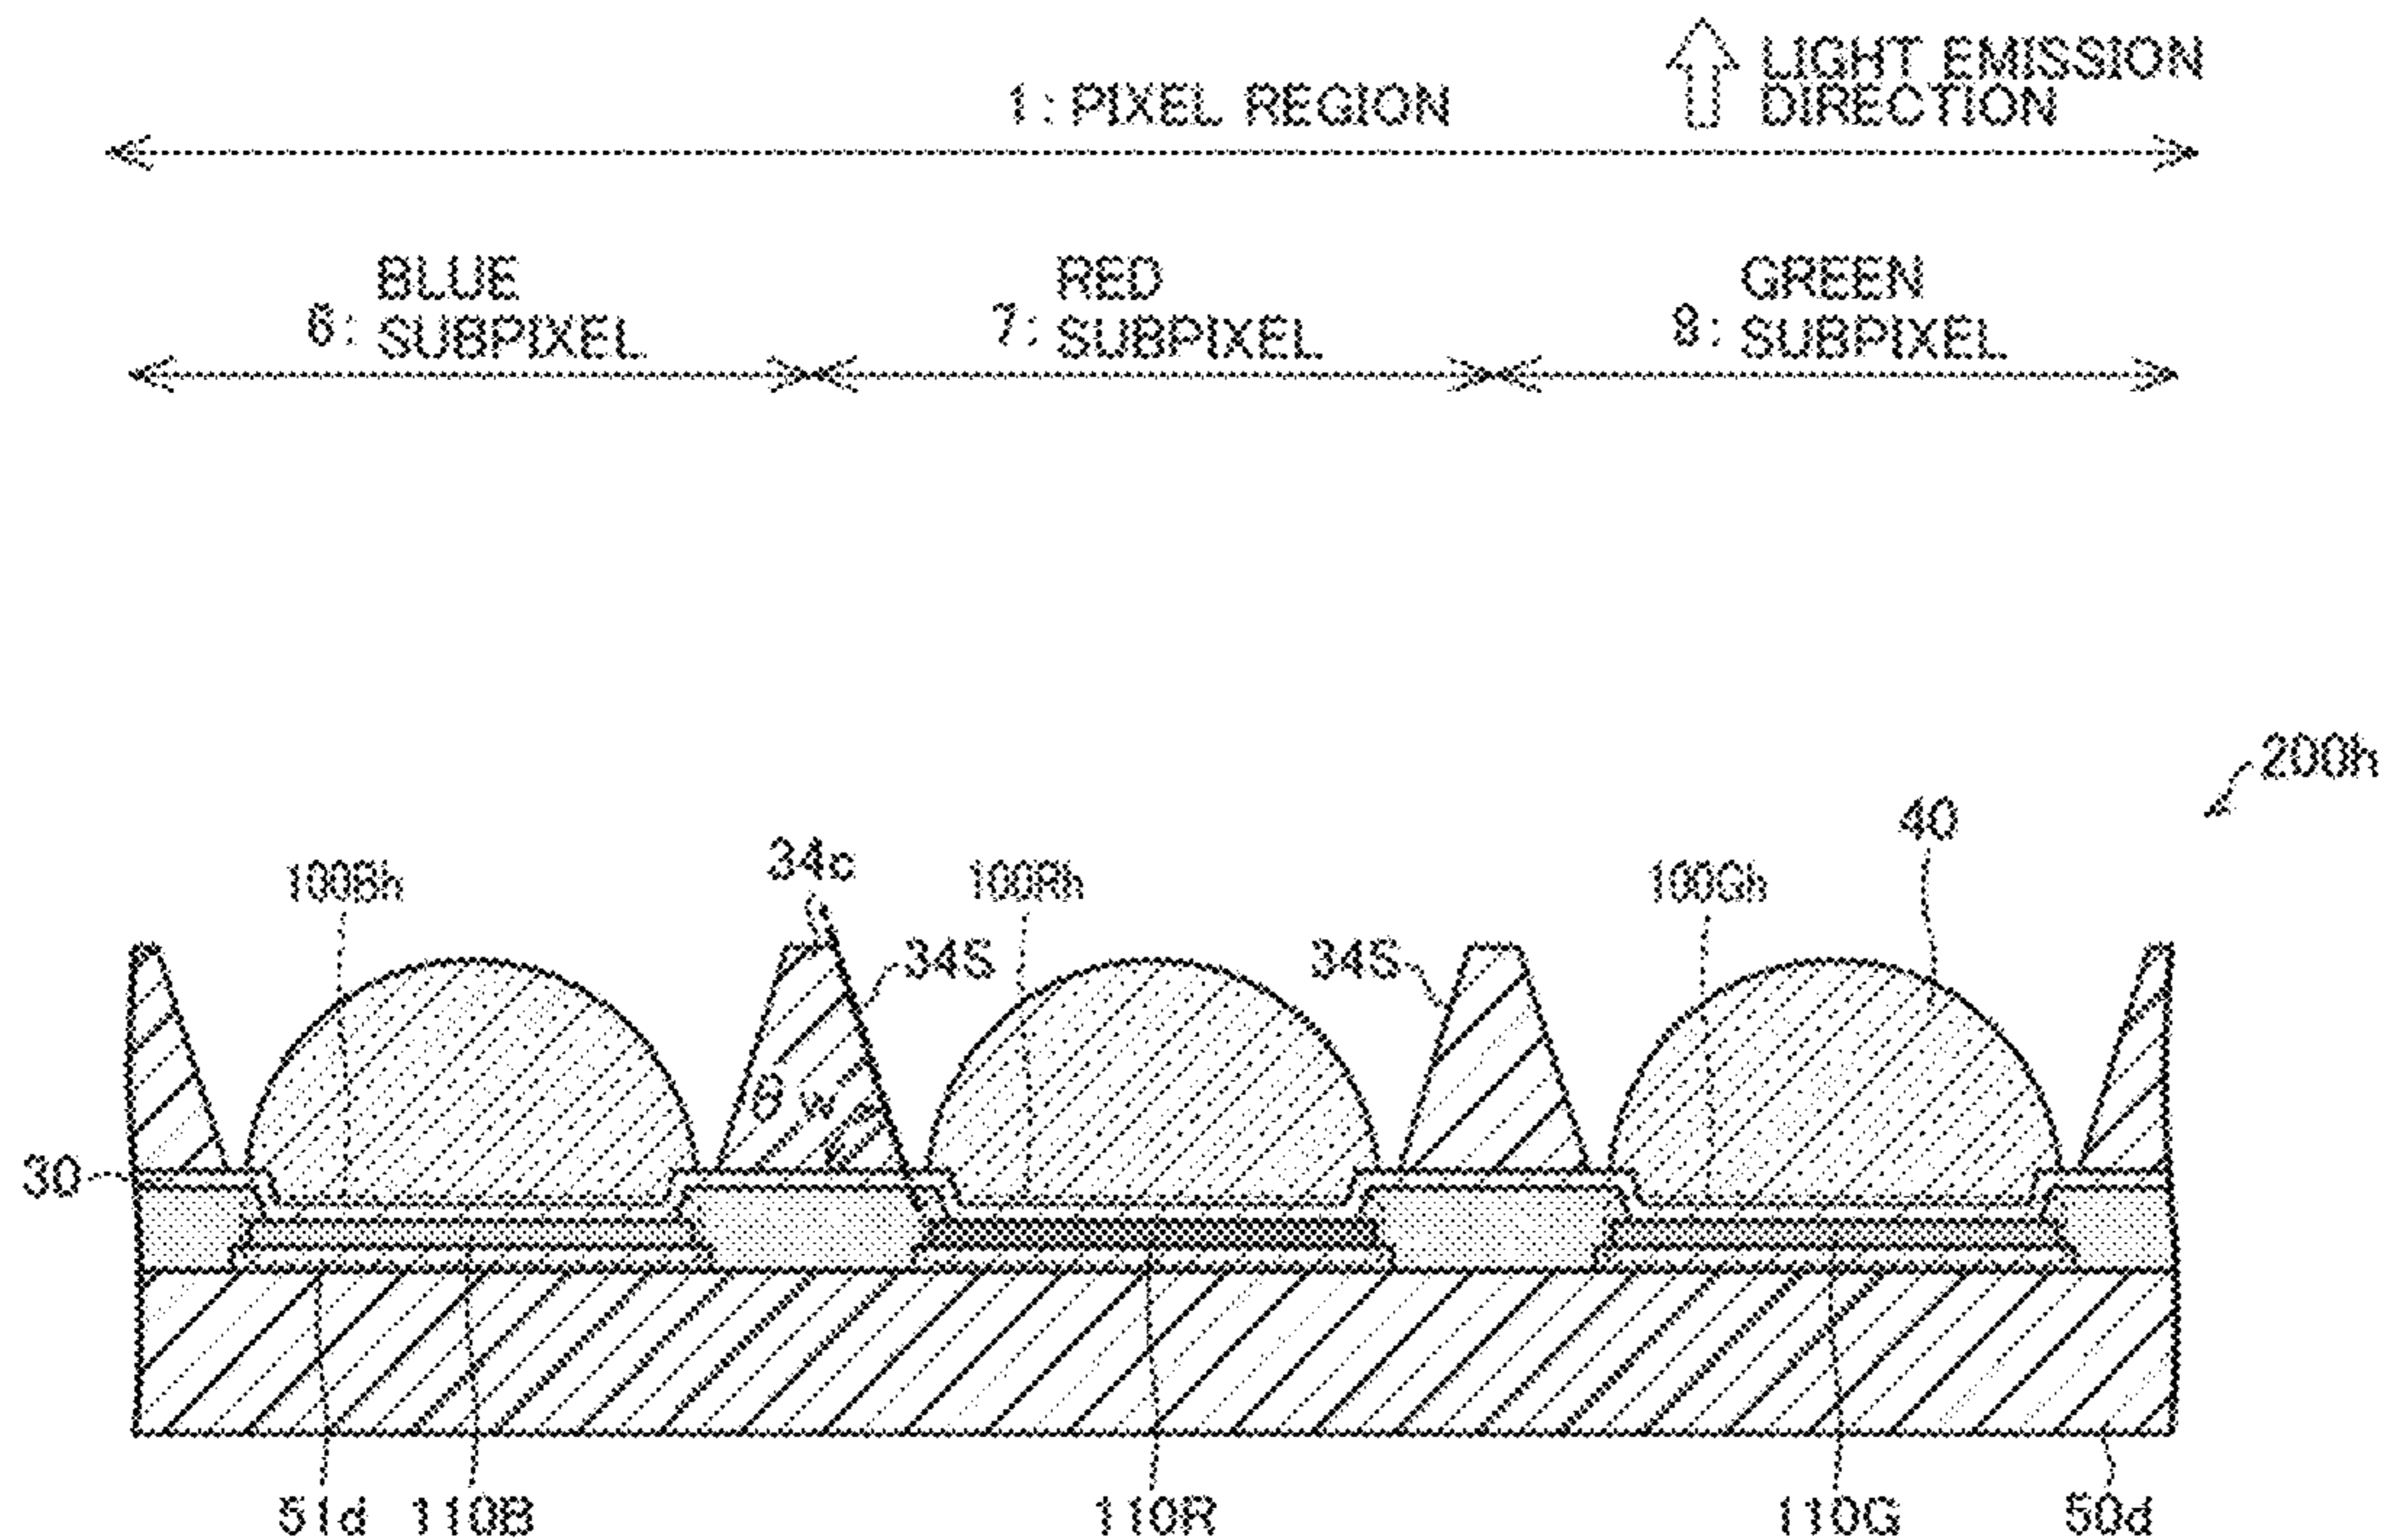 LIGHT EMISSION
DIRECTION
1: PIXEL REGION
BLUE
6: SUBPIXEL
RED
7: SUBPIXEL
GREEN
8: SUBPIXEL
200h
40
34c
100Bh
100Rh
100Gh
34S
34S
θw
30
51d
110B
110R
110G
50d